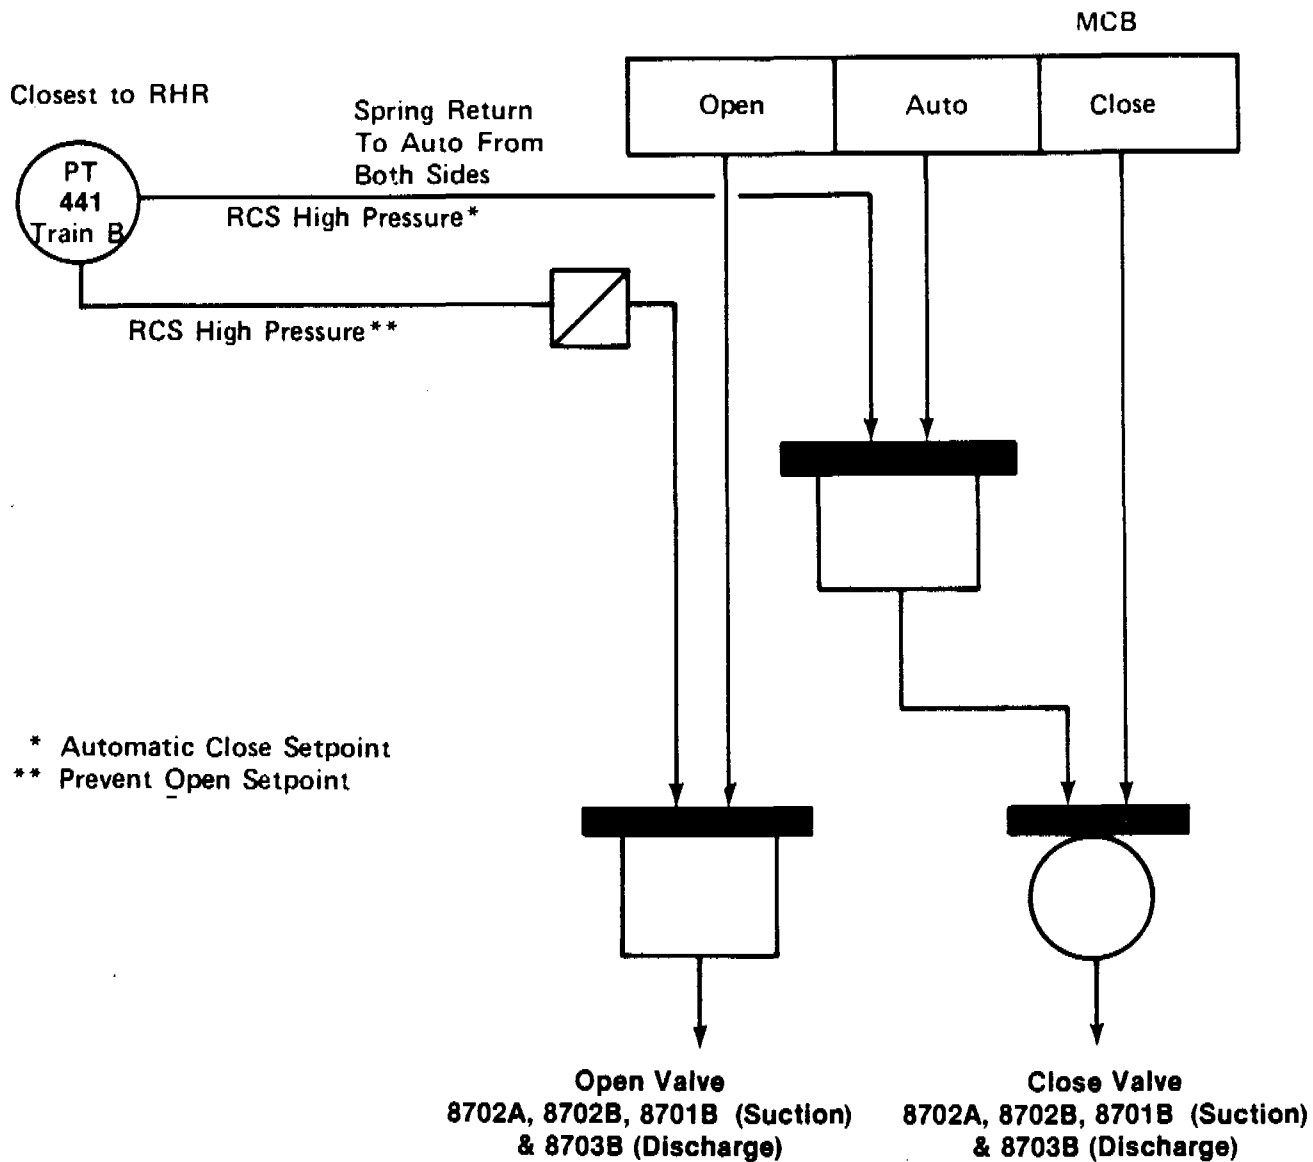 MCB
Closest to RHR
Spring Return
To Auto From
Both Sides
Open
Auto
Close
PT
441
Train B
RCS High Pressure*
RCS High Pressure**
* Automatic Close Setpoint
** Prevent Open Setpoint
Open Valve
8702A, 8702B, 8701B (Suction)
& 8703B (Discharge)
Close Valve
8702A, 8702B, 8701B (Suction)
& 8703B (Discharge)